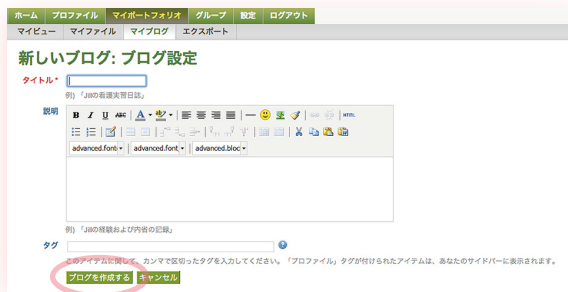 ホーム プロファイル マイポートフォリオ グループ 設定 ログアウト
マイビュー マイファイル マイブログ エクスポート
新しいブログ: ブログ設定
タイトル*
例) 「Jillの看護実習日誌」
説明
B I U ABC A ab HTML
advanced.font advanced.font advanced.bloc
例) 「Jillの経験および内省の記録」
タグ
このアイテムに関して、カンマで区切ったタグを入力してください。「プロファイル」タグが付けられたアイテムは、あなたのサイドバーに表示されます。
ブログを作成する キャンセル